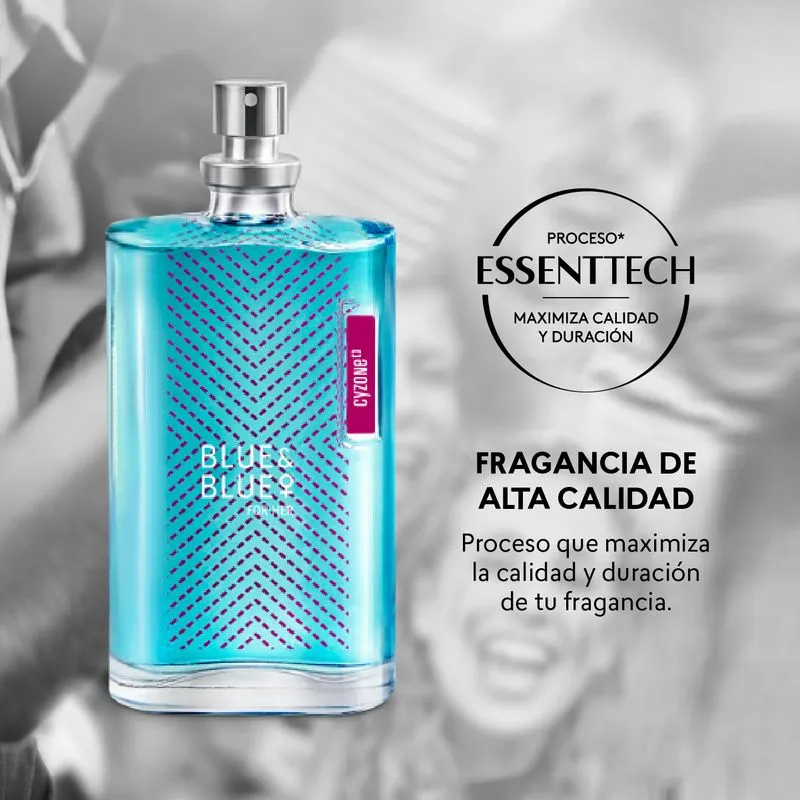 PROCESO*
ESSENTTECH
MAXIMIZA CALIDAD
Y DURACIÓN
cyzone
BLUE &
BLUE♀
FOR HER
FRAGANCIA DE
ALTA CALIDAD
Proceso que maximiza
la calidad y duración
de tu fragancia.